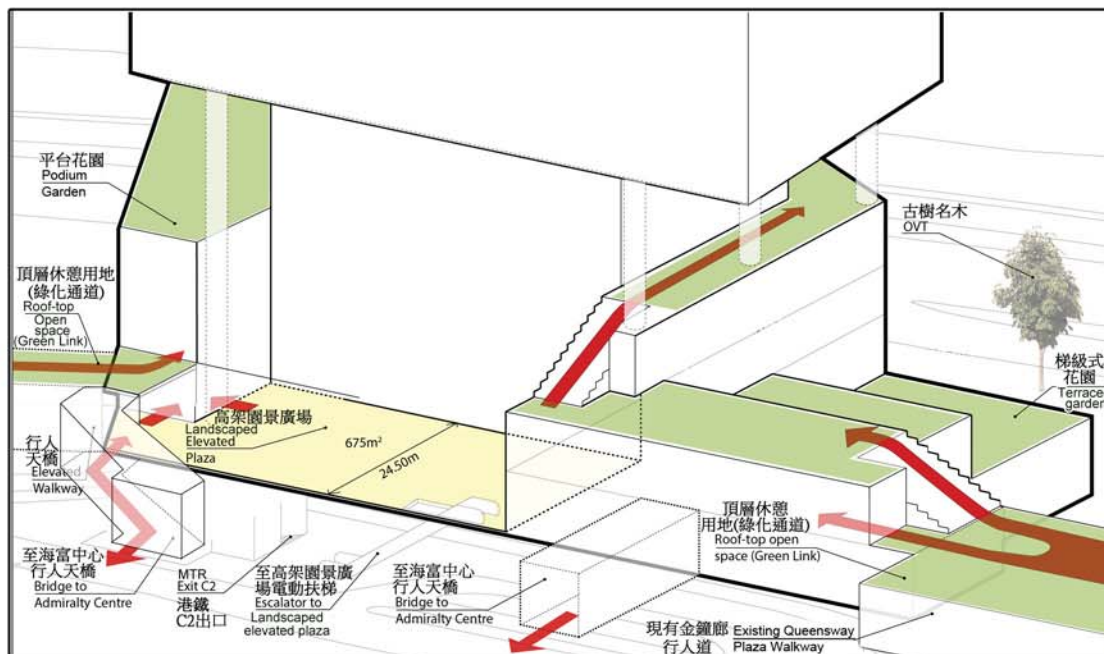 平台花園
Podium
Garden
頂層休憩用地
(綠化通道)
Roof-top
Open
space
(Green Link)
古樹名木
OVT
梯級式
花園
Terrace
garden
高架園景廣場
Landscaped
Elevated
Plaza
675m²
24.50m
行人
天橋
Elevated
Walkway
至海富中心
行人天橋
Bridge to
Admiralty Centre
MTR
Exit C2
港鐵
C2出口
至高架園景廣
場電動扶梯
Escalator to
Landscaped
elevated plaza
至海富中心
行人天橋
Bridge to
Admiralty Centre
頂層休憩
用地(綠化通道)
Roof-top open
space (Green Link)
現有金鐘廊
行人道
Existing Queensway
Plaza Walkway